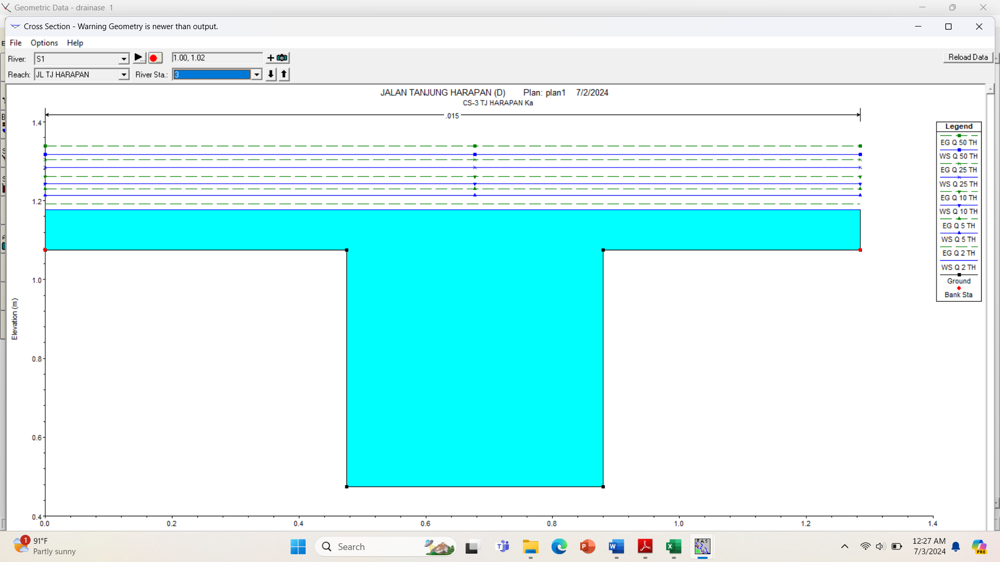 Geometric Data - drainase 1
Cross Section - Warning Geometry is newer than output.
File Options Help
River: S1 1.00, 1.02 Reload Data
Reach: JL TJ HARAPAN River Sta.: 3
JALAN TANJUNG HARAPAN (D) Plan: plan1 7/2/2024
CS-3 TJ HARAPAN Ka
.015
1.4
1.2
1.0
0.8
0.6
0.4
Elevation (m)
0.0 0.2 0.4 0.6 0.8 1.0 1.2 1.4
Legend
EG Q 50 TH
WS Q 50 TH
EG Q 25 TH
WS Q 25 TH
EG Q 10 TH
WS Q 10 TH
EG Q 5 TH
WS Q 5 TH
EG Q 2 TH
WS Q 2 TH
Ground
Bank Sta
1
91°F
Partly sunny
Search
RAS
PRE
12:27 AM
7/3/2024